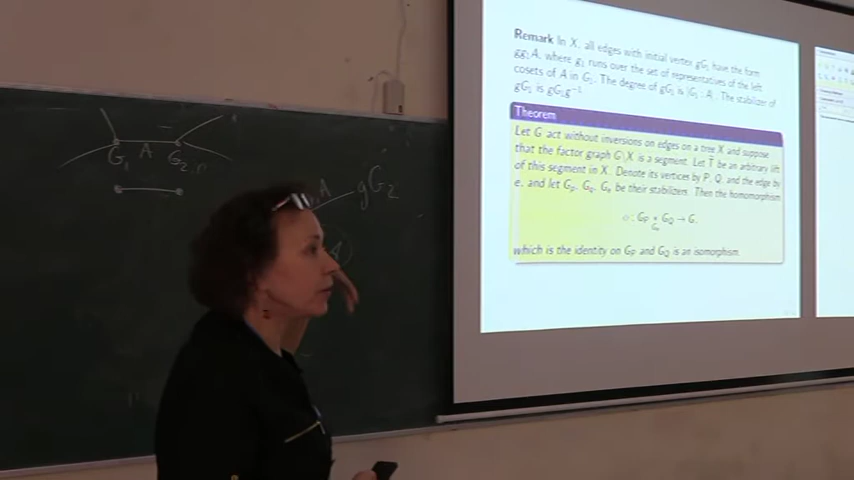 G₁ A G₂
A gG₂
Remark In X, all edges with initial vertex gG₁ have the form
gg₁A, where g₁ runs over the set of representatives of the left
cosets of A in G₁. The degree of gG₁ is |G₁ : A|. The stabilizer of
gG₁ is gG₁g⁻¹.
Theorem
Let G act without inversions on edges on a tree X and suppose
that the factor graph G\X is a segment. Let T̃ be an arbitrary lift
of this segment in X. Denote its vertices by P, Q, and the edge by
e, and let G_P, G_Q, G_e be their stabilizers. Then the homomorphism
: G_P * G_Q → G,
G_e
which is the identity on G_P and G_Q is an isomorphism.